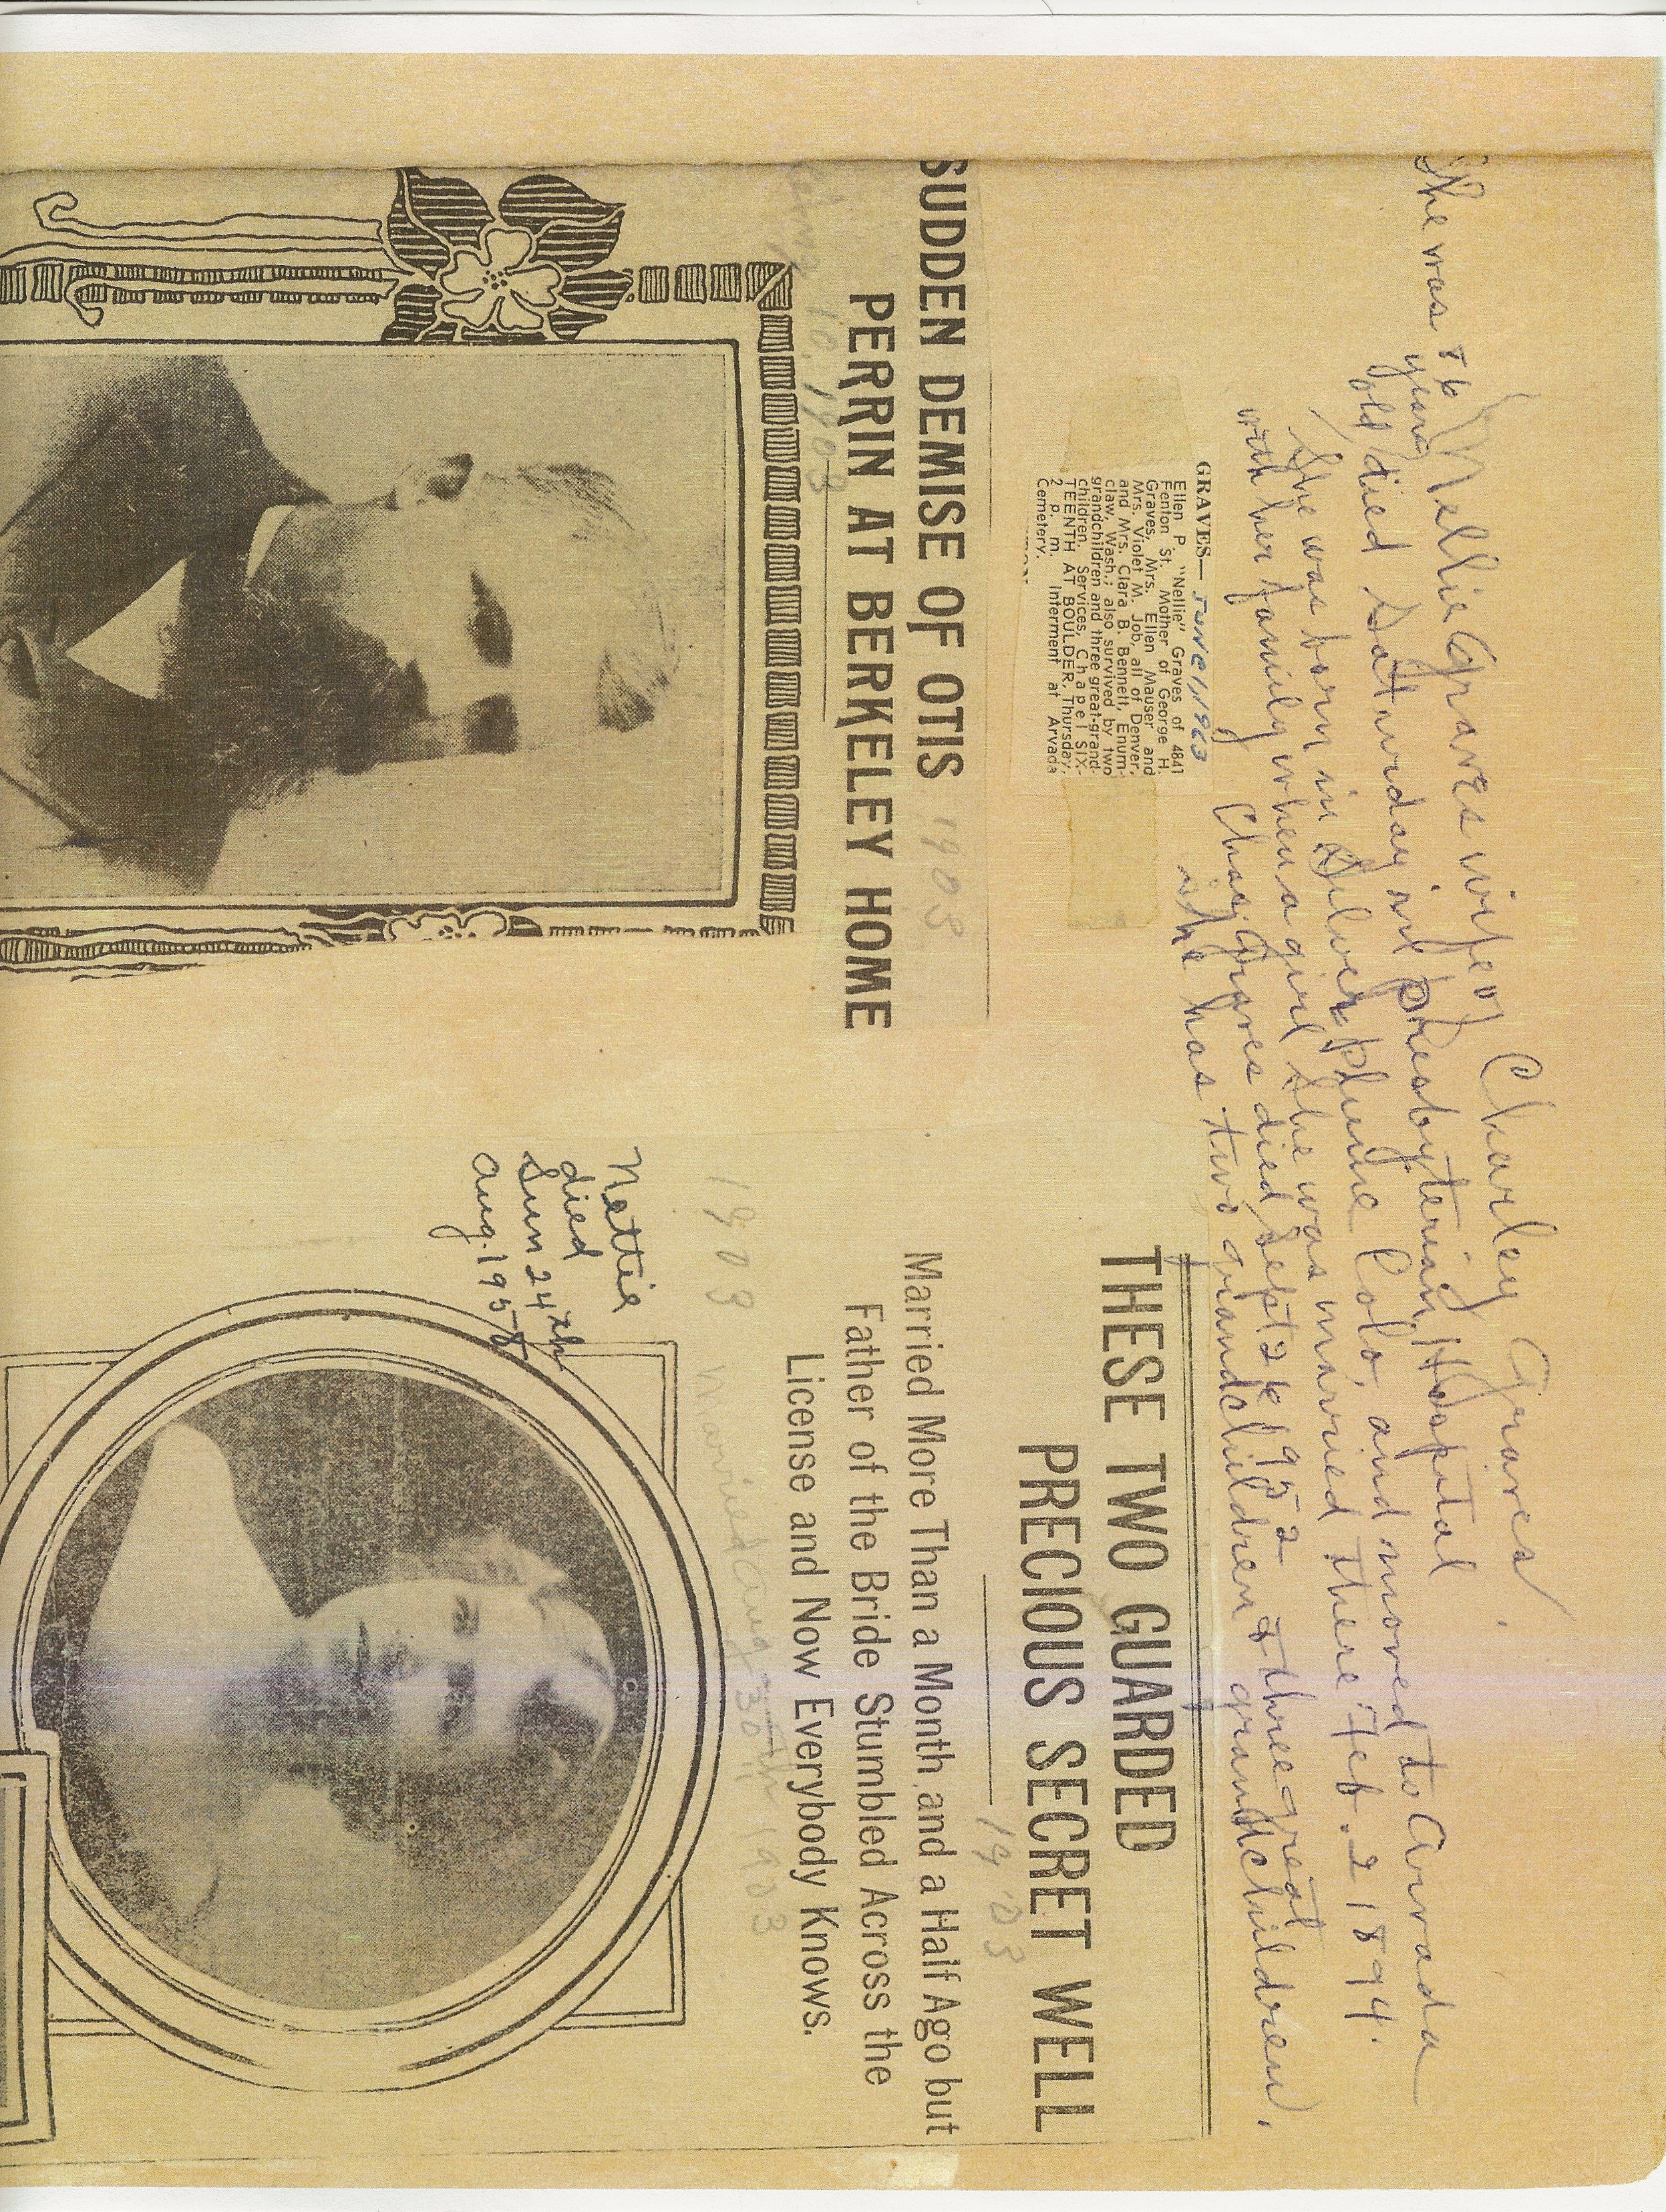 Nellie Graves wife of Charley Graves.
She was 76 years old died Saturday in Presbyterian Hospital
She was born in Silver Plume Colo, and moved to Arvada
with her family when a girl She was married there Feb. 2 1894.
Chas Graves died Sept 2 1952 & three great
she has two grandchildren grandchildren.
GRAVES— JUNE 11 1963
Ellen P. "Nellie" Graves of 4841
Fenton St. Mother of George H.
Graves, Mrs. Ellen Mauser and
Mrs. Violet M. Job, all of Denver,
and Mrs. Clara B. Bennett, Enum-
claw, Wash.; also survived by two
grandchildren and three great-grand-
children. Services, Chapel SIX-
TEENTH AT BOULDER, Thursday,
2 p. m. Interment at Arvada
Cemetery.
SUDDEN DEMISE OF OTIS 1903
PERRIN AT BERKELEY HOME
10, 1903
THESE TWO GUARDED
PRECIOUS SECRET WELL
1903
Married More Than a Month and a Half Ago but
Father of the Bride Stumbled Across the
License and Now Everybody Knows.
1903 Married Aug 30th 1903
Nettie
died
Sun 24th
Aug. 1958